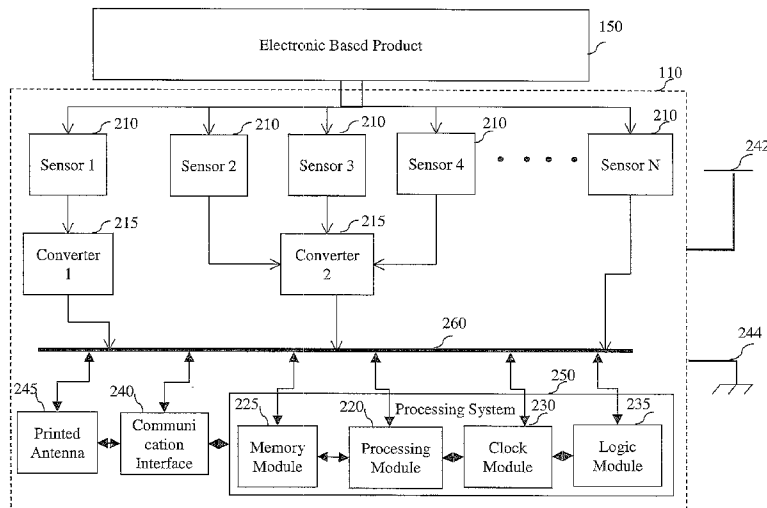 Electronic Based Product
150
110
210
210
210
210
210
Sensor 1
Sensor 2
Sensor 3
Sensor 4
Sensor N
242
215
215
Converter
1
Converter
2
260
244
250
245
240
225
220
Processing System
230
235
Printed
Antenna
Communi
cation
Interface
Memory
Module
Processing
Module
Clock
Module
Logic
Module